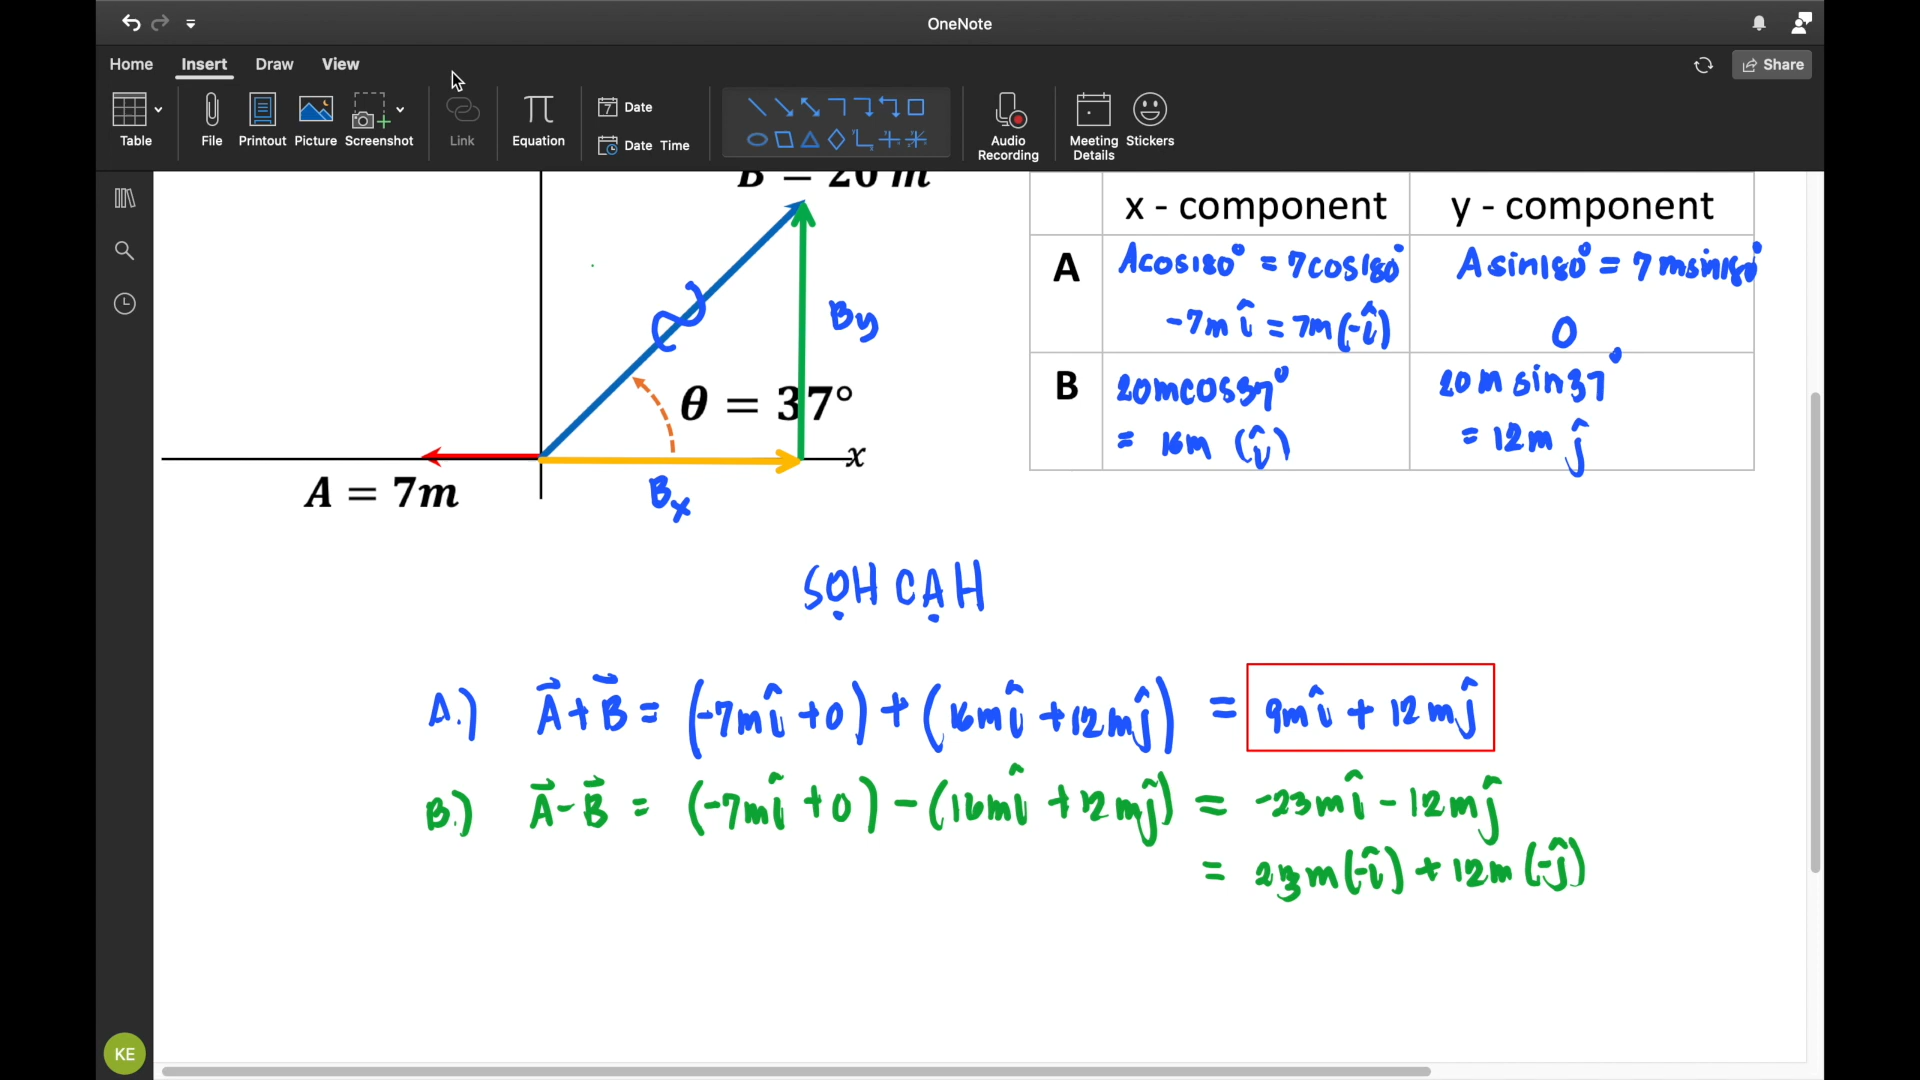 OneNote
Home Insert Draw View
Share
Table
File Printout Picture Screenshot
Link
Equation
Date
Date Time
Audio Recording
Meeting Details
Stickers
B = 20 m
By
θ = 37°
x
A = 7m
Bx
x - component y - component
A Acos180° = 7cos180° Asin180° = 7msin180°
-7m î = 7m(-î) 0
B 20mcos37° 20m sin37°
= 16m (î) = 12m ĵ
SOH CAH
A.) A⃗+B⃗ = (-7mî +0) + (16mî +12mĵ) = 9mî + 12mĵ
B.) A⃗-B⃗ = (-7mî +0) - (16mî +12mĵ) = -23mî - 12mĵ
= 23m(-î) + 12m(-ĵ)
KE